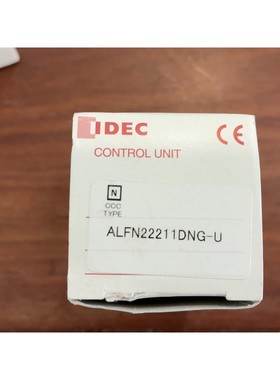 IDEC
CE
CONTROL UNIT
N
CCC
TYPE
ALFN22211DNG-U